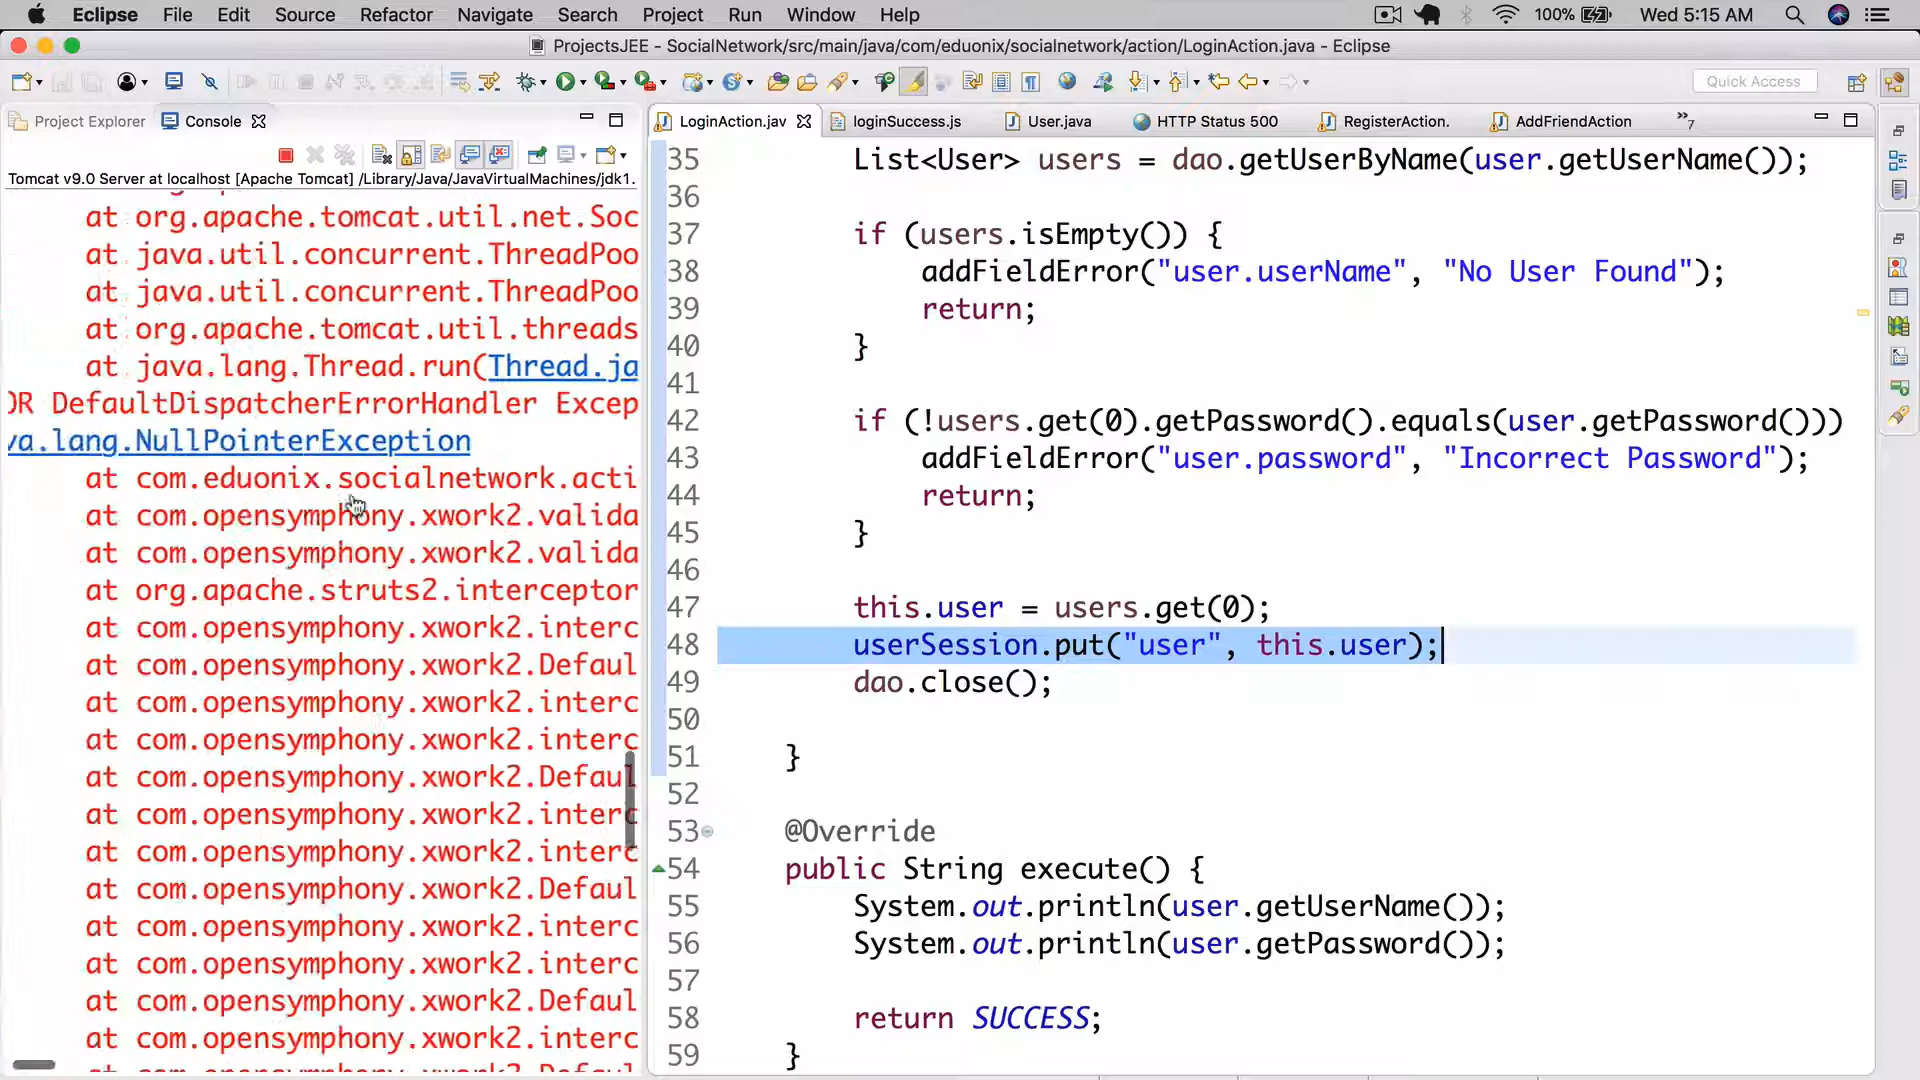 Eclipse File Edit Source Refactor Navigate Search Project Run Window Help 100% Wed 5:15 AM
ProjectsJEE - SocialNetwork/src/main/java/com/eduonix/socialnetwork/action/LoginAction.java - Eclipse
Quick Access
Project Explorer Console
LoginAction.jav loginSuccess.js User.java HTTP Status 500 RegisterAction. AddFriendAction »7
Tomcat v9.0 Server at localhost [Apache Tomcat] /Library/Java/JavaVirtualMachines/jdk1.
at org.apache.tomcat.util.net.Soc
at java.util.concurrent.ThreadPoo
at java.util.concurrent.ThreadPoo
at org.apache.tomcat.util.threads
at java.lang.Thread.run(Thread.ja
OR DefaultDispatcherErrorHandler Excep
va.lang.NullPointerException
at com.eduonix.socialnetwork.acti
at com.opensymphony.xwork2.valida
at com.opensymphony.xwork2.valida
at org.apache.struts2.interceptor
at com.opensymphony.xwork2.interc
at com.opensymphony.xwork2.Defaul
at com.opensymphony.xwork2.interc
at com.opensymphony.xwork2.interc
at com.opensymphony.xwork2.Defaul
at com.opensymphony.xwork2.interc
at com.opensymphony.xwork2.interc
at com.opensymphony.xwork2.Defaul
at com.opensymphony.xwork2.interc
at com.opensymphony.xwork2.interc
at com.opensymphony.xwork2.Defaul
at com.opensymphony.xwork2.interc
35 List<User> users = dao.getUserByName(user.getUserName());
36
37 if (users.isEmpty()) {
38 addFieldError("user.userName", "No User Found");
39 return;
40 }
41
42 if (!users.get(0).getPassword().equals(user.getPassword()))
43 addFieldError("user.password", "Incorrect Password");
44 return;
45 }
46
47 this.user = users.get(0);
48 userSession.put("user", this.user);
49 dao.close();
50
51 }
52
53 @Override
54 public String execute() {
55 System.out.println(user.getUserName());
56 System.out.println(user.getPassword());
57
58 return SUCCESS;
59 }